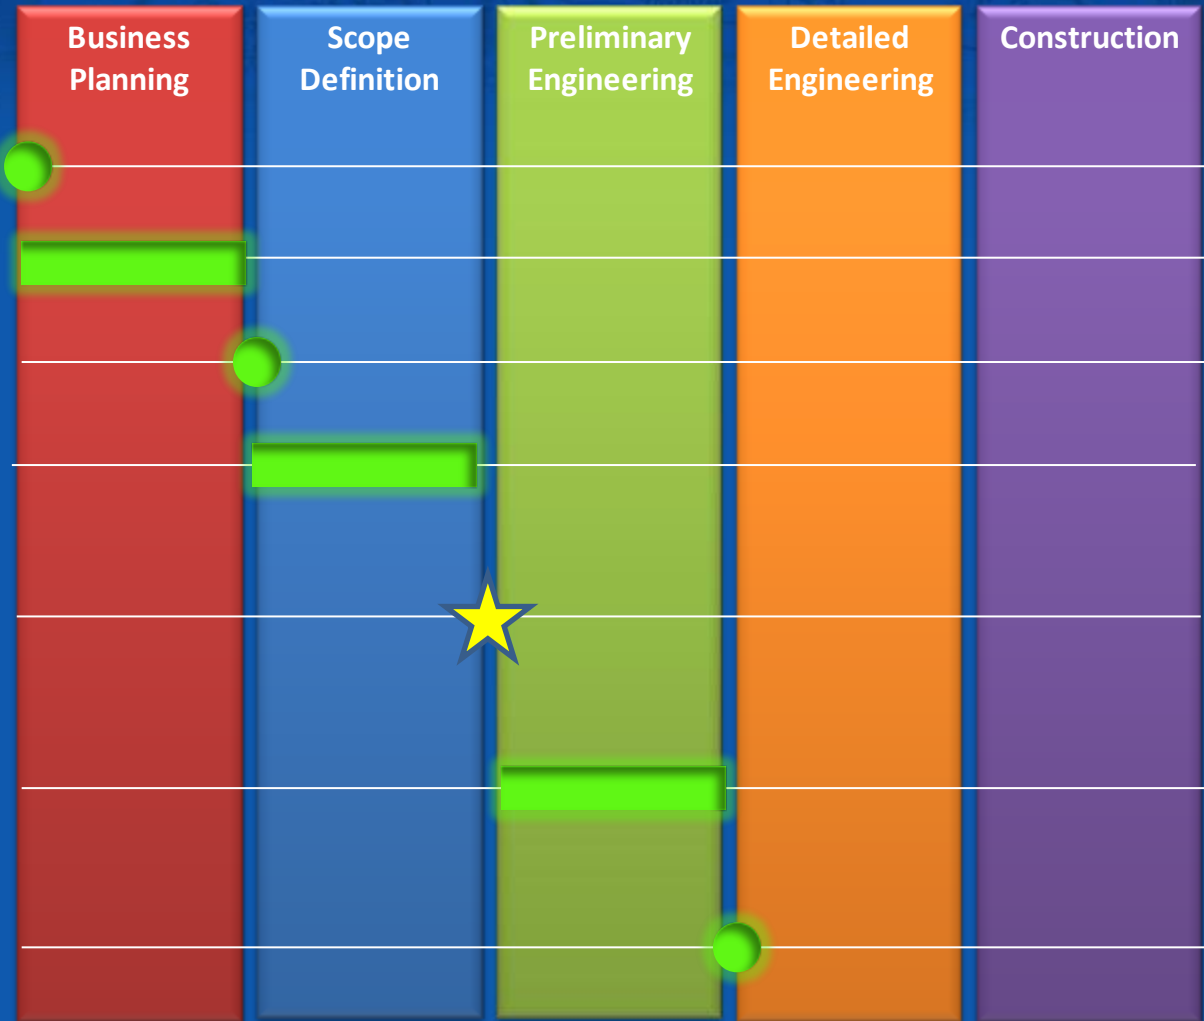 Business
Planning
Scope
Definition
Preliminary
Engineering
Detailed
Engineering
Construction